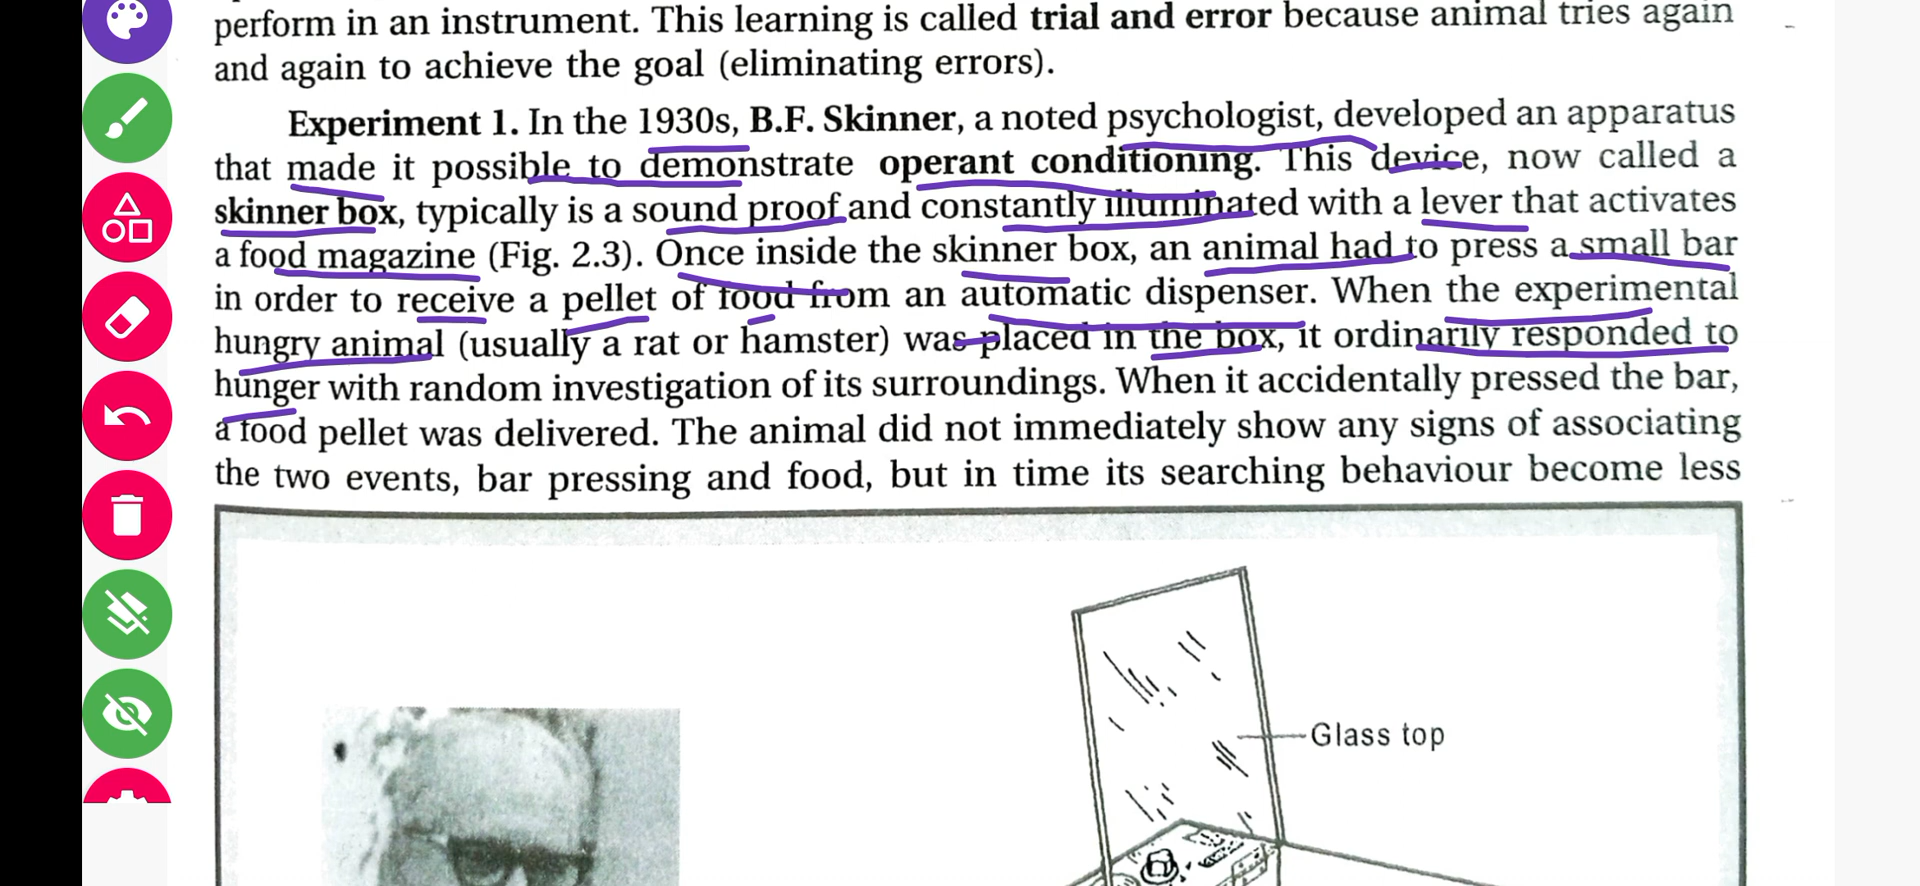 perform in an instrument. This learning is called trial and error because animal tries again
and again to achieve the goal (eliminating errors).
Experiment 1. In the 1930s, B.F. Skinner, a noted psychologist, developed an apparatus
that made it possible to demonstrate operant conditioning. This device, now called a
skinner box, typically is a sound proof and constantly illuminated with a lever that activates
a food magazine (Fig. 2.3). Once inside the skinner box, an animal had to press a small bar
in order to receive a pellet of food from an automatic dispenser. When the experimental
hungry animal (usually a rat or hamster) was placed in the box, it ordinarily responded to
hunger with random investigation of its surroundings. When it accidentally pressed the bar,
a food pellet was delivered. The animal did not immediately show any signs of associating
the two events, bar pressing and food, but in time its searching behaviour become less
Glass top